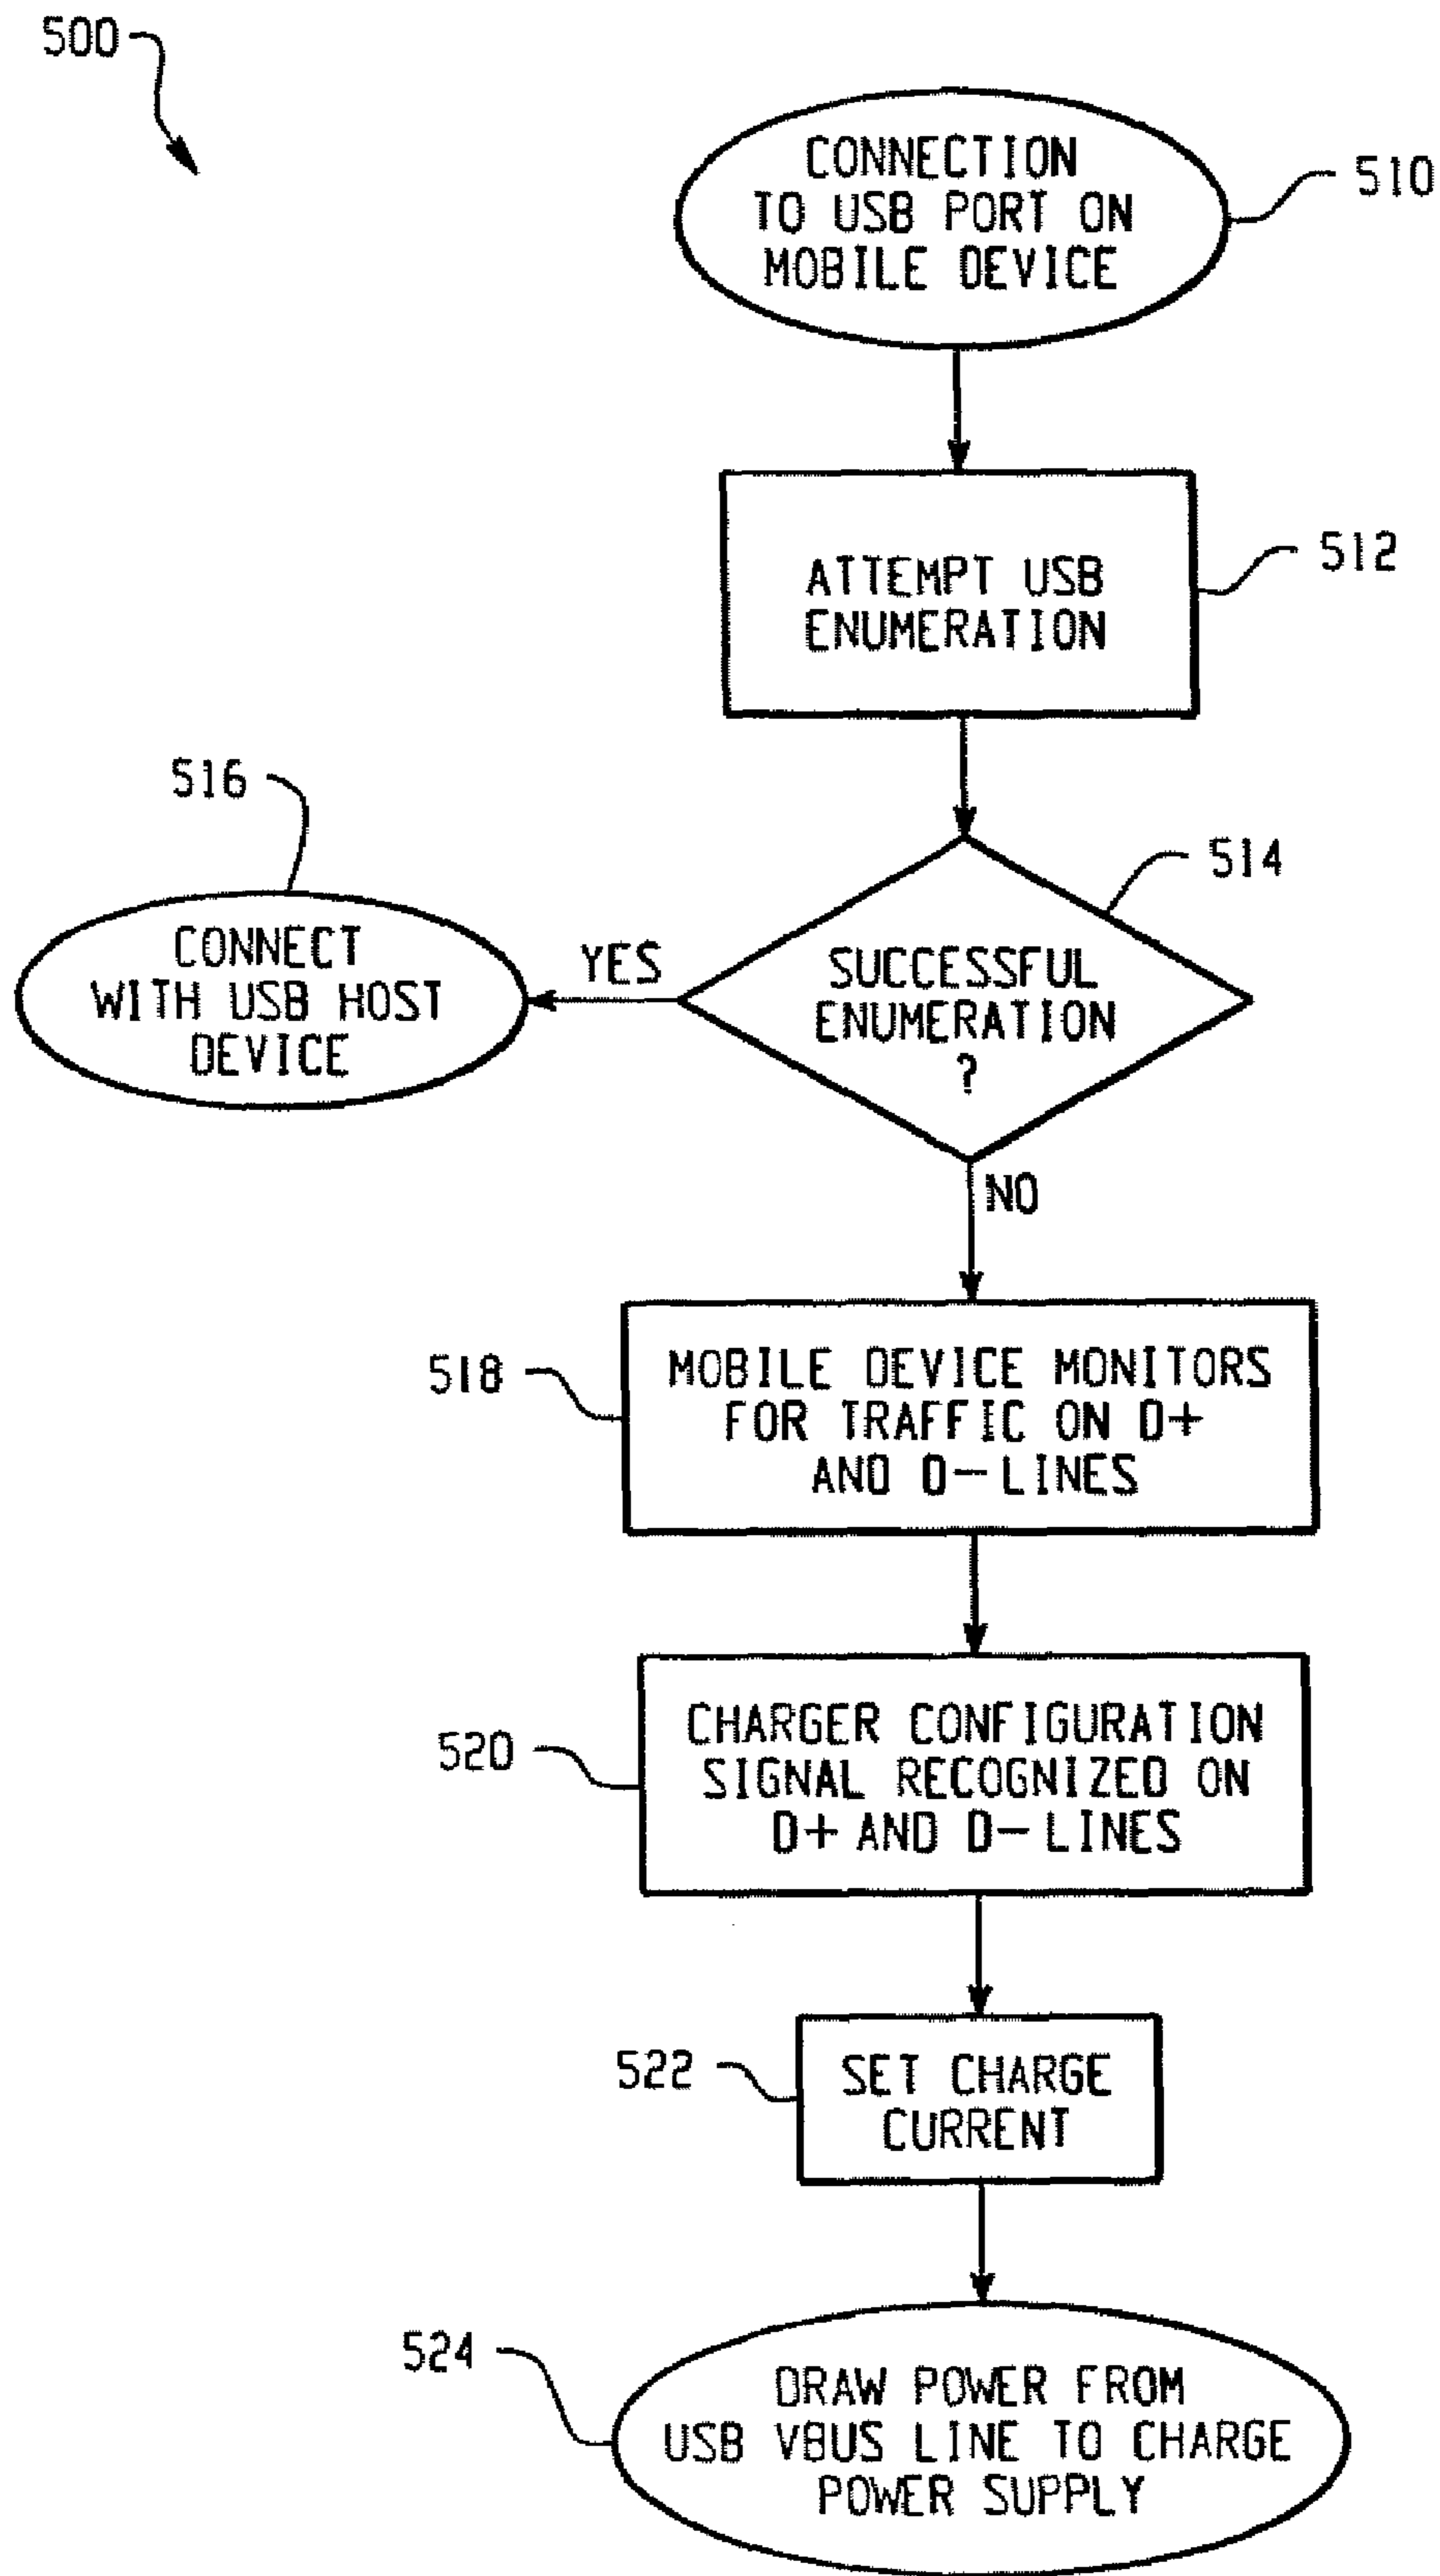 500
CONNECTION
TO USB PORT ON
MOBILE DEVICE
510
ATTEMPT USB
ENUMERATION
512
516
CONNECT
WITH USB HOST
DEVICE
YES
SUCCESSFUL
ENUMERATION
?
514
NO
518
MOBILE DEVICE MONITORS
FOR TRAFFIC ON D+
AND D- LINES
520
CHARGER CONFIGURATION
SIGNAL RECOGNIZED ON
D+ AND D- LINES
522
SET CHARGE
CURRENT
524
DRAW POWER FROM
USB VBUS LINE TO CHARGE
POWER SUPPLY